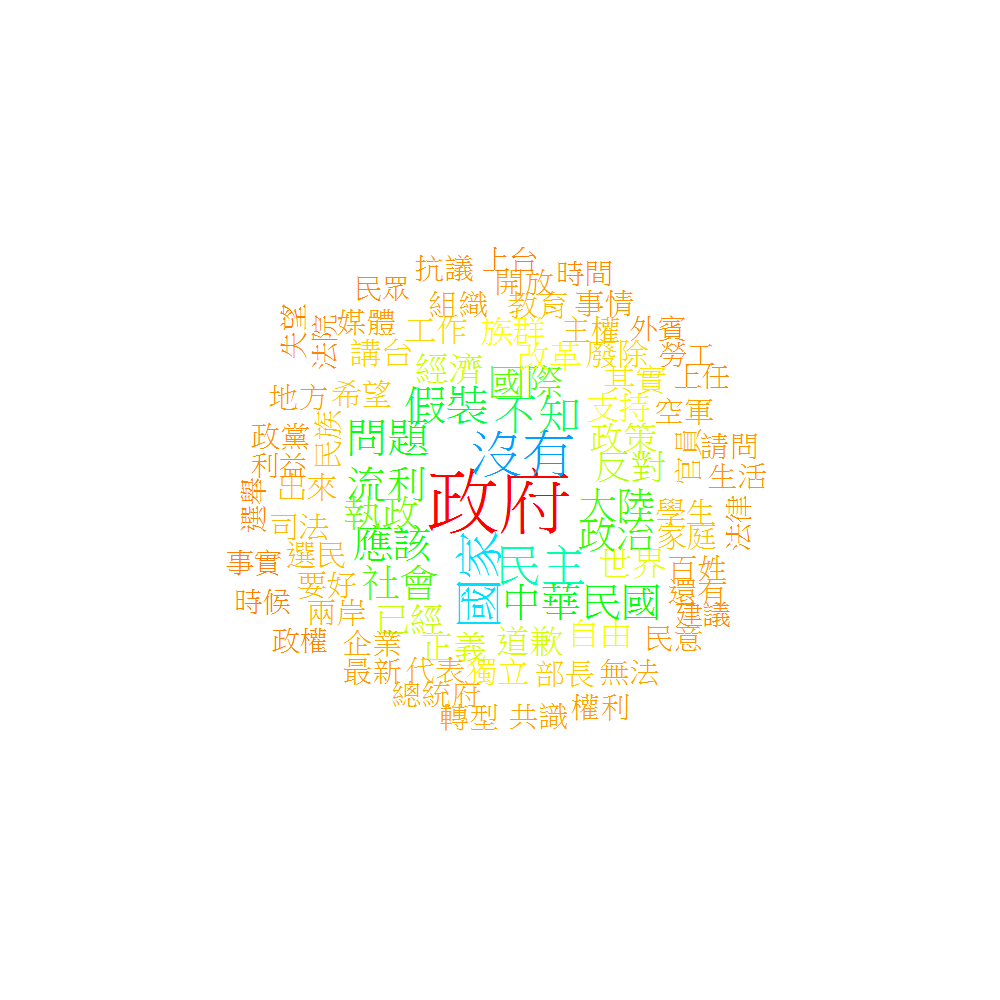 上台
抗議
時間
開放
民眾
組織
教育
事情
失望
法院
媒體
工作
族群
主權
外賓
講台
經濟
改革
廢除
勞工
國際
其實
上任
地方
希望
假裝
不知
支持
空軍
政黨
民族
問題
沒有
政策
官員
請問
利益
反對
生活
出來
流利
政府
選舉
執政
大陸
學生
法律
司法
應該
政治
家庭
事實
選民
國家
民主
世界
百姓
要好
社會
還有
時候
中華民國
兩岸
已經
建議
政權
企業
正義
道歉
自由
民意
最新
代表
獨立
部長
無法
總統府
轉型
共識
權利